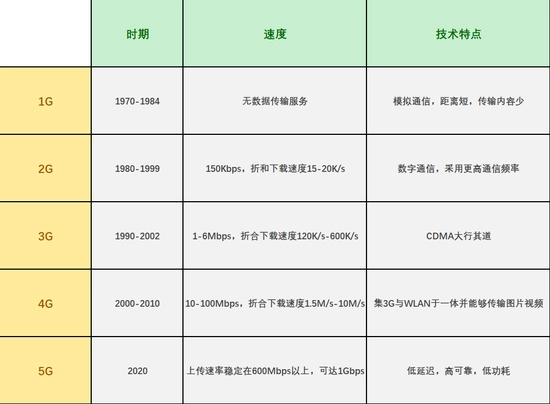 时期 速度 技术特点
1G 1970-1984 无数据传输服务 模拟通信，距离短，传输内容少
2G 1980-1999 150Kbps，折和下载速度15-20K/s 数字通信，采用更高通信频率
3G 1990-2002 1-6Mbps，折合下载速度120K/s-600K/s CDMA大行其道
4G 2000-2010 10-100Mbps，折合下载速度1.5M/s-10M/s 集3G与WLAN于一体并能够传输图片视频
5G 2020 上传速率稳定在600Mbps以上，可达1Gbps 低延迟，高可靠，低功耗